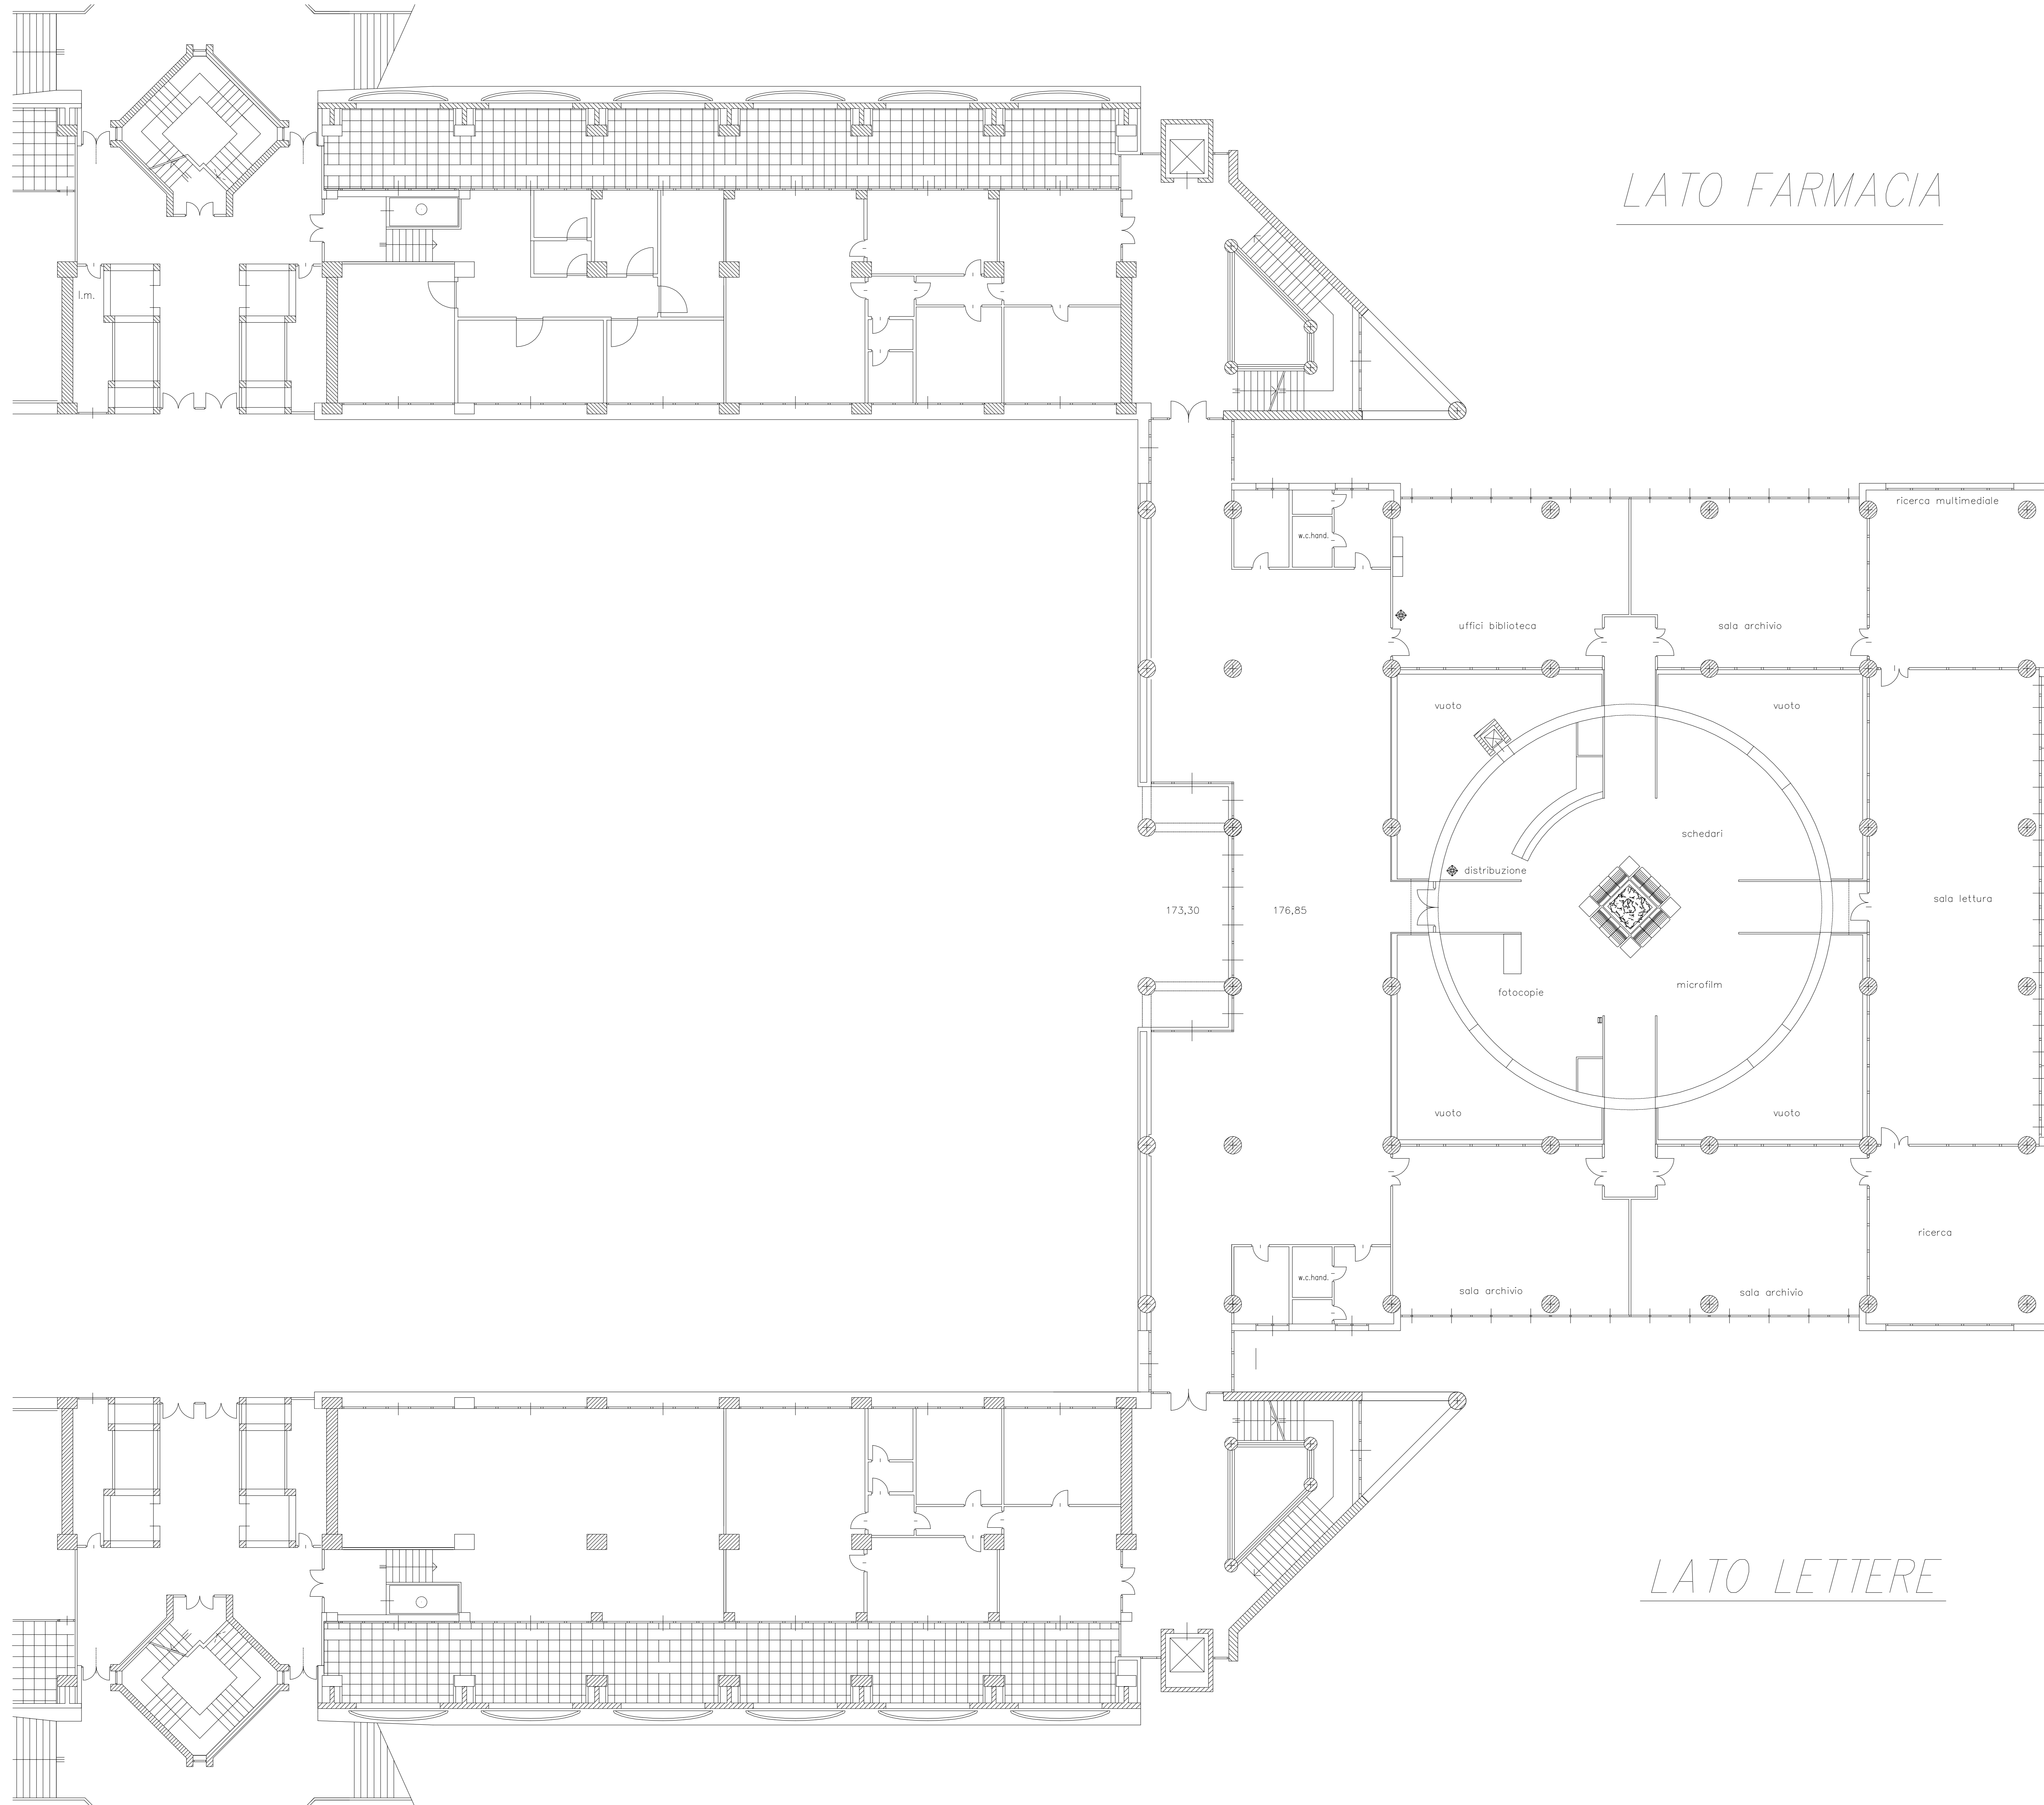 LATO FARMACIA
l.m.
ricerca multimediale
w.c.hand.
uffici biblioteca
sala archivio
vuoto
vuoto
schedari
distribuzione
sala lettura
173,30
176,85
microfilm
fotocopie
vuoto
vuoto
ricerca
w.c.hand.
sala archivio
sala archivio
LATO LETTERE